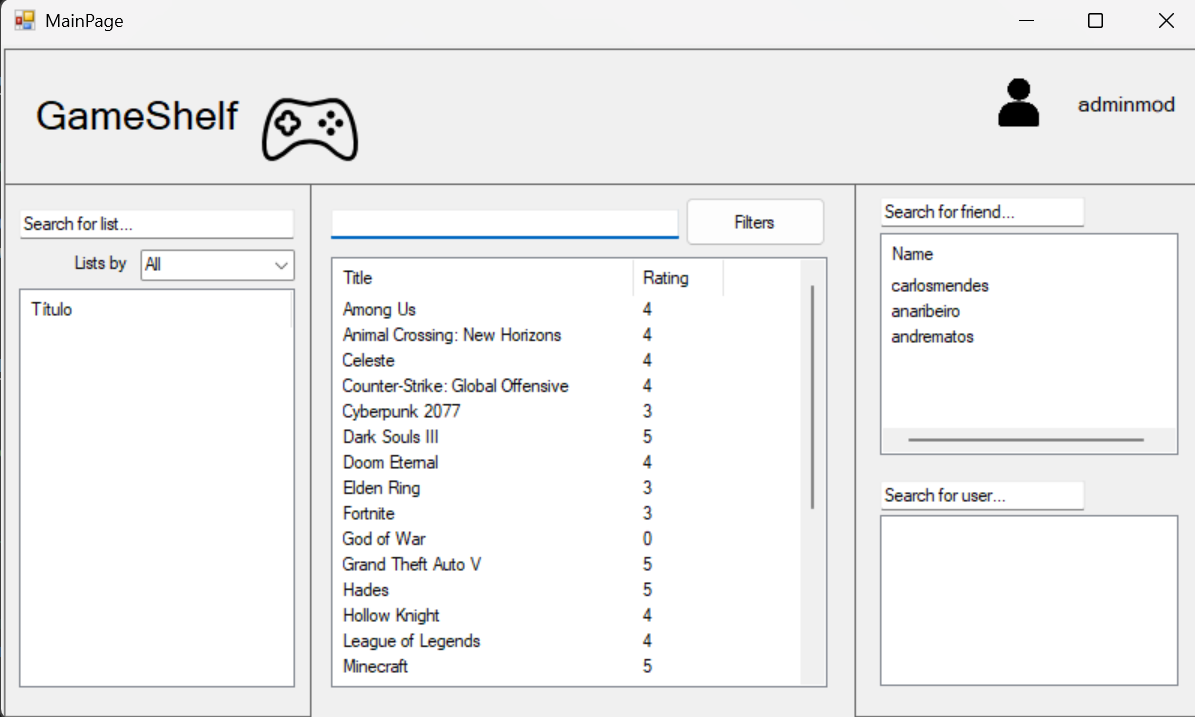 MainPage
GameShelf
adminmod
Search for list...
Lists by All
Título
Filters
Title Rating
Among Us 4
Animal Crossing: New Horizons 4
Celeste 4
Counter-Strike: Global Offensive 4
Cyberpunk 2077 3
Dark Souls III 5
Doom Eternal 4
Elden Ring 3
Fortnite 3
God of War 0
Grand Theft Auto V 5
Hades 5
Hollow Knight 4
League of Legends 4
Minecraft 5
Search for friend...
Name
carlosmendes
anaribeiro
andrematos
Search for user...